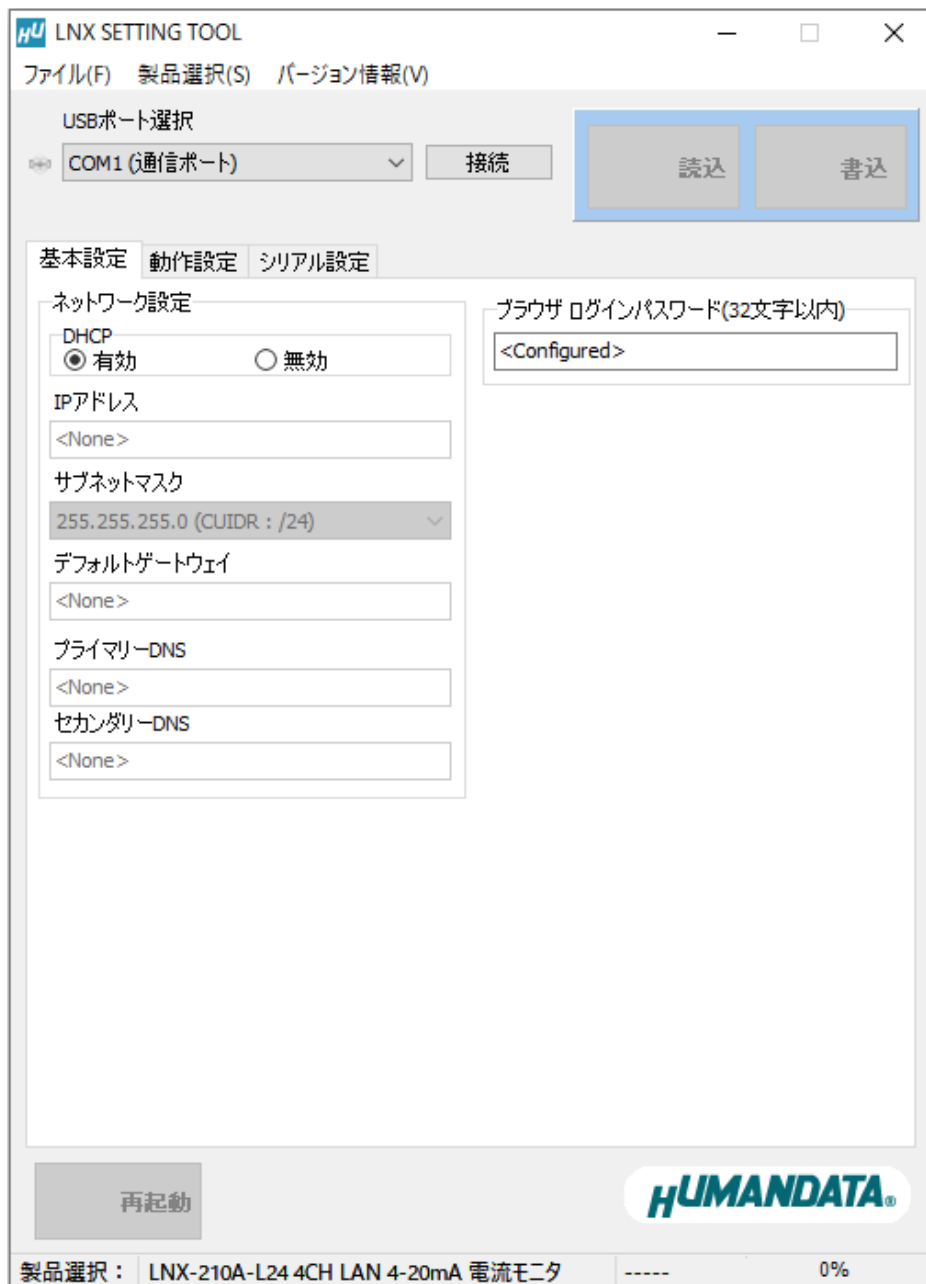 HU LNX SETTING TOOL
ファイル(F) 製品選択(S) バージョン情報(V)
USBポート選択
COM1 (通信ポート)
接続
読込
書込
基本設定 動作設定 シリアル設定
ネットワーク設定
DHCP
有効 無効
IPアドレス
<None>
サブネットマスク
255.255.255.0 (CUIDR : /24)
デフォルトゲートウェイ
<None>
プライマリーDNS
<None>
セカンダリーDNS
<None>
ブラウザ ログインパスワード(32文字以内)
<Configured>
再起動
HUMANDATA®
製品選択: LNX-210A-L24 4CH LAN 4-20mA 電流モニタ ----- 0%